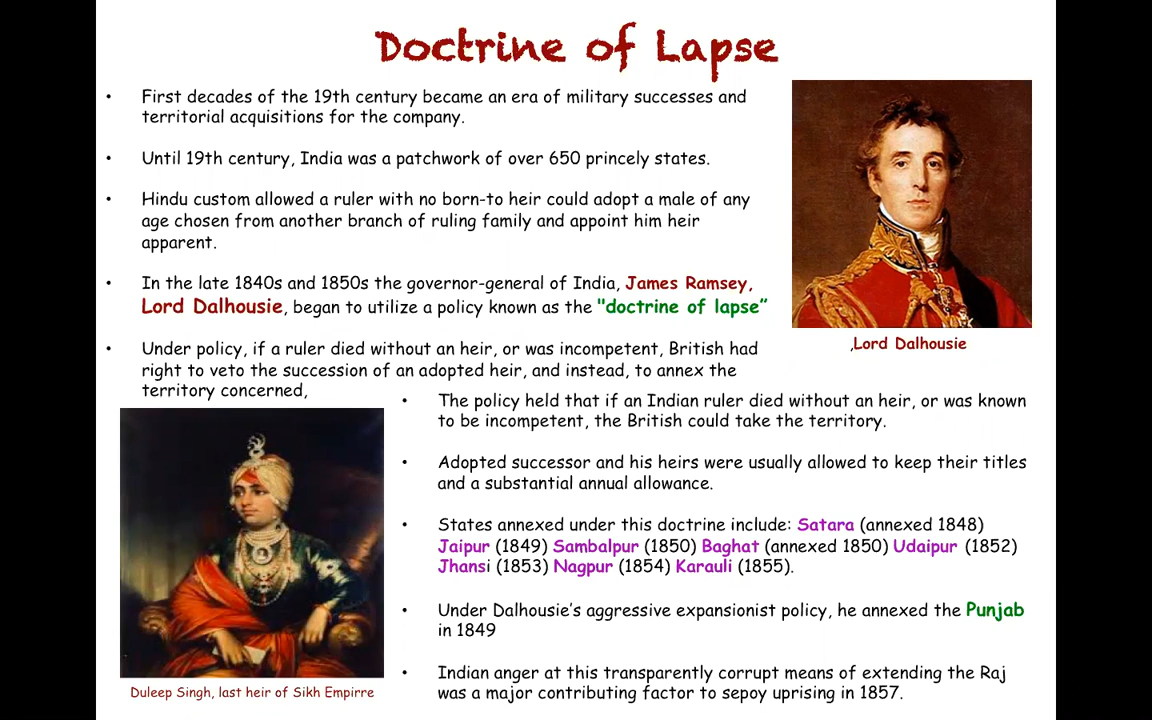 Doctrine of Lapse
• First decades of the 19th century became an era of military successes and
territorial acquisitions for the company.
• Until 19th century, India was a patchwork of over 650 princely states.
• Hindu custom allowed a ruler with no born-to heir could adopt a male of any
age chosen from another branch of ruling family and appoint him heir
apparent.
• In the late 1840s and 1850s the governor-general of India, James Ramsey,
Lord Dalhousie, began to utilize a policy known as the "doctrine of lapse”
• Under policy, if a ruler died without an heir, or was incompetent, British had
right to veto the succession of an adopted heir, and instead, to annex the
territory concerned,
,Lord Dalhousie
• The policy held that if an Indian ruler died without an heir, or was known
to be incompetent, the British could take the territory.
• Adopted successor and his heirs were usually allowed to keep their titles
and a substantial annual allowance.
• States annexed under this doctrine include: Satara (annexed 1848)
Jaipur (1849) Sambalpur (1850) Baghat (annexed 1850) Udaipur (1852)
Jhansi (1853) Nagpur (1854) Karauli (1855).
• Under Dalhousie’s aggressive expansionist policy, he annexed the Punjab
in 1849
• Indian anger at this transparently corrupt means of extending the Raj
was a major contributing factor to sepoy uprising in 1857.
Duleep Singh, last heir of Sikh Empirre